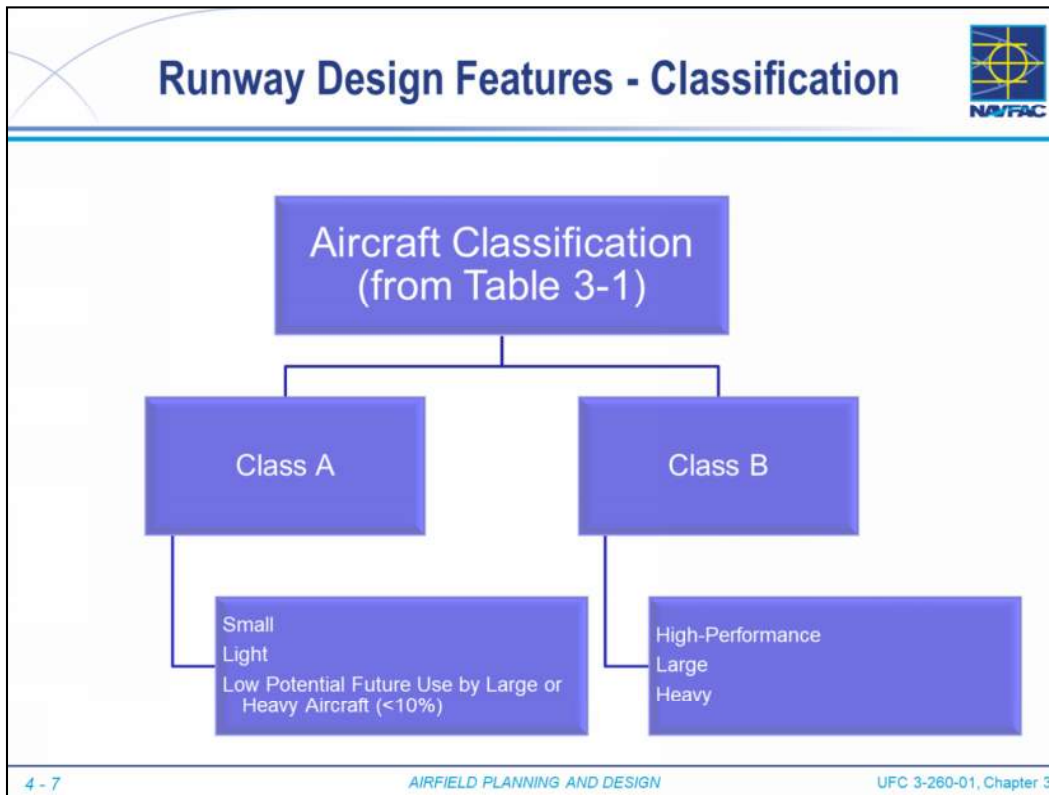 Runway Design Features - Classification
NAVFAC
Aircraft Classification
(from Table 3-1)
Class A
Class B
Small
Light
Low Potential Future Use by Large or
Heavy Aircraft (<10%)
High-Performance
Large
Heavy
4 - 7
AIRFIELD PLANNING AND DESIGN
UFC 3-260-01, Chapter 3